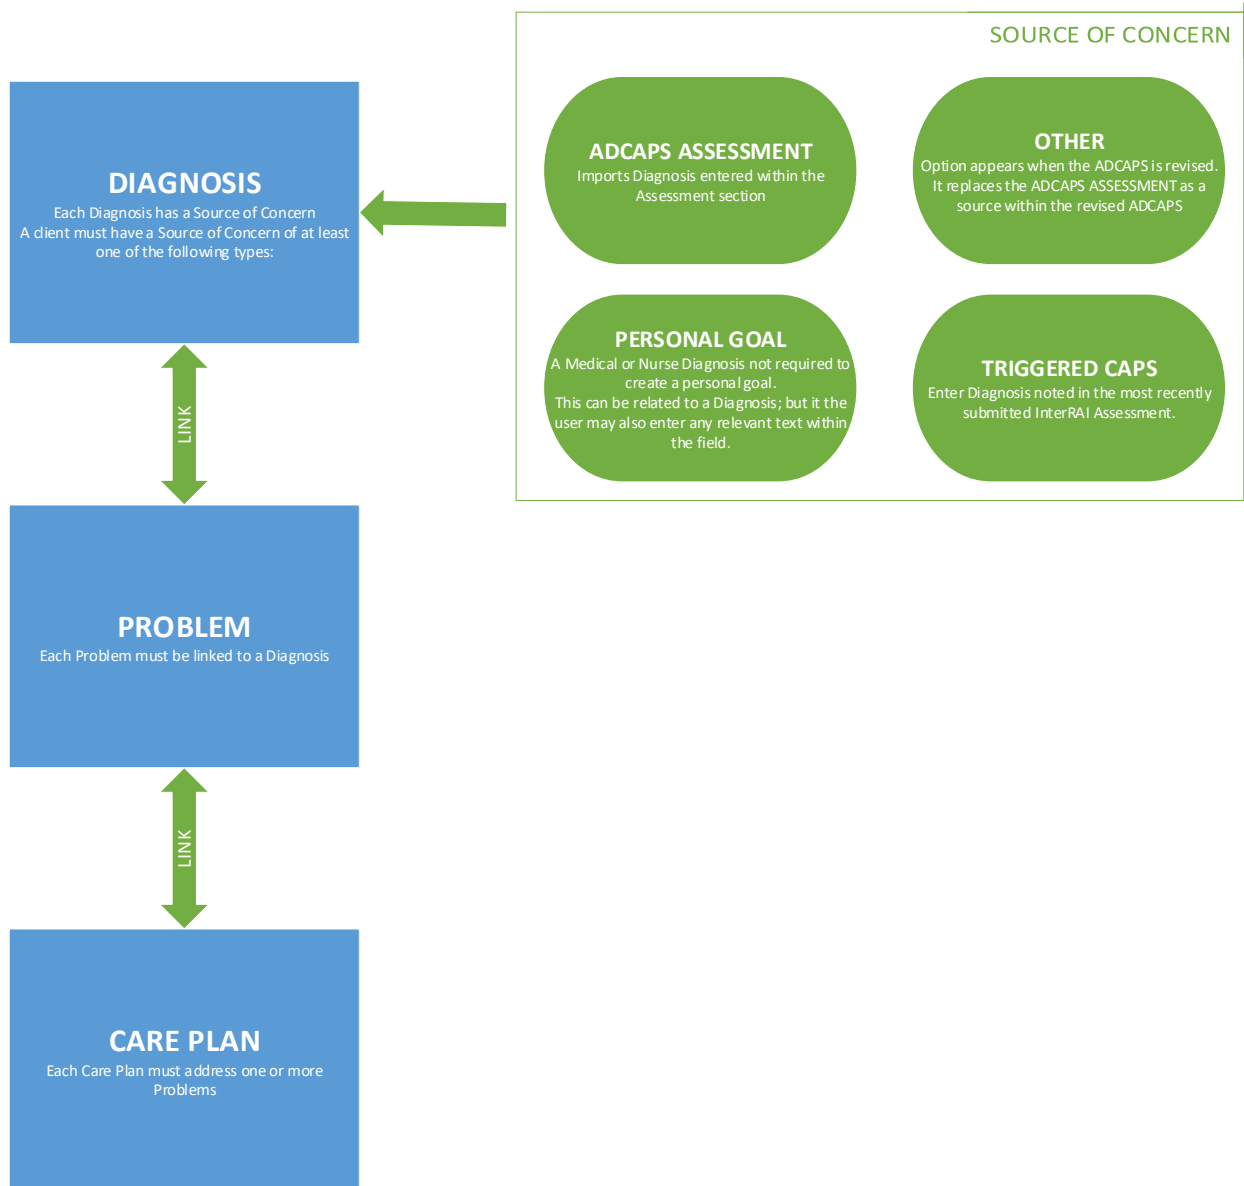 SOURCE OF CONCERN
DIAGNOSIS
Each Diagnosis has a Source of Concern
A client must have a Source of Concern of at least
one of the following types:
ADCAPS ASSESSMENT
Imports Diagnosis entered within the
Assessment section
OTHER
Option appears when the ADCAPS is revised.
It replaces the ADCAPS ASSESSMENT as a
source within the revised ADCAPS
PERSONAL GOAL
A Medical or Nurse Diagnosis not required to
create a personal goal.
This can be related to a Diagnosis; but it the
user may also enter any relevant text within
the field.
TRIGGERED CAPS
Enter Diagnosis noted in the most recently
submitted InterRAI Assessment.
LINK
PROBLEM
Each Problem must be linked to a Diagnosis
LINK
CARE PLAN
Each Care Plan must address one or more
Problems